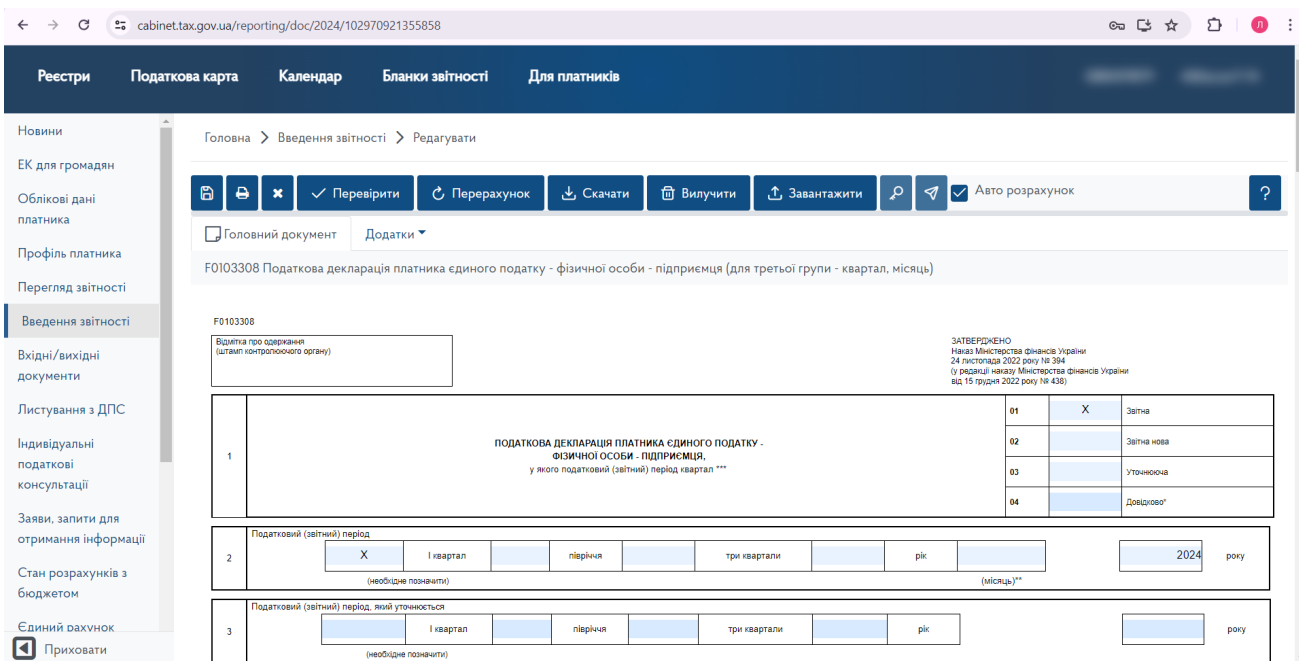 cabinet.tax.gov.ua/reporting/doc/2024/102970921355858
Л
Реєстри Податкова карта Календар Бланки звітності Для платників
Новини
ЕК для громадян
Облікові дані
платника
Профіль платника
Перегляд звітності
Введення звітності
Вхідні/вихідні
документи
Листування з ДПС
Індивідуальні
податкові
консультації
Заяви, запити для
отримання інформації
Стан розрахунків з
бюджетом
Єдиний рахунок
Приховати
Головна > Введення звітності > Редагувати
Перевірити Перерахунок Скачати Вилучити Завантажити Авто розрахунок ?
Головний документ Додатки
F0103308 Податкова декларація платника єдиного податку - фізичної особи - підприємця (для третьої групи - квартал, місяць)
F0103308
Відмітка про одержання
(штамп контролюючого органу)
ЗАТВЕРДЖЕНО
Наказ Міністерства фінансів України
24 листопада 2022 року № 394
(у редакції наказу Міністерства фінансів України
від 15 грудня 2022 року № 438)
1
ПОДАТКОВА ДЕКЛАРАЦІЯ ПЛАТНИКА ЄДИНОГО ПОДАТКУ -
ФІЗИЧНОЇ ОСОБИ - ПІДПРИЄМЦЯ,
у якого податковий (звітний) період квартал ***
01 X Звітна
02 Звітна нова
03 Уточнююча
04 Довідково*
2 Податковий (звітний) період
X І квартал півріччя три квартали рік 2024 року
(необхідне позначити) (місяць)**
3 Податковий (звітний) період, який уточнюється
І квартал півріччя три квартали рік року
(необхідне позначити)